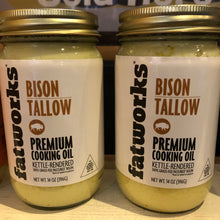 fatworks
BISON
TALLOW
PREMIUM
COOKING OIL
KETTLE-RENDERED
NET WT. 14 OZ (396G)
fatworks
BISON
TALLOW
PREMIUM
COOKING OIL
KETTLE-RENDERED
NET WT. 14 OZ (396G)